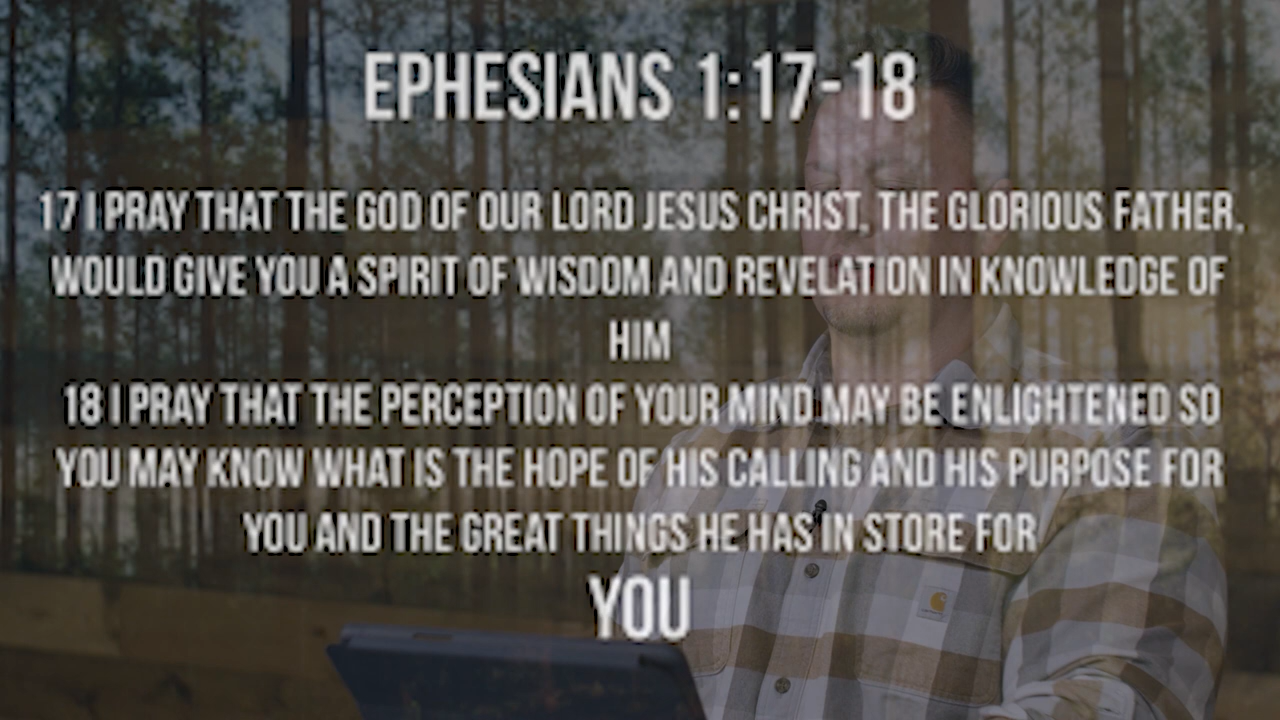 EPHESIANS 1:17-18
17 I PRAY THAT THE GOD OF OUR LORD JESUS CHRIST, THE GLORIOUS FATHER,
WOULD GIVE YOU A SPIRIT OF WISDOM AND REVELATION IN KNOWLEDGE OF
HIM
18 I PRAY THAT THE PERCEPTION OF YOUR MIND MAY BE ENLIGHTENED SO
YOU MAY KNOW WHAT IS THE HOPE OF HIS CALLING AND HIS PURPOSE FOR
YOU AND THE GREAT THINGS HE HAS IN STORE FOR
YOU